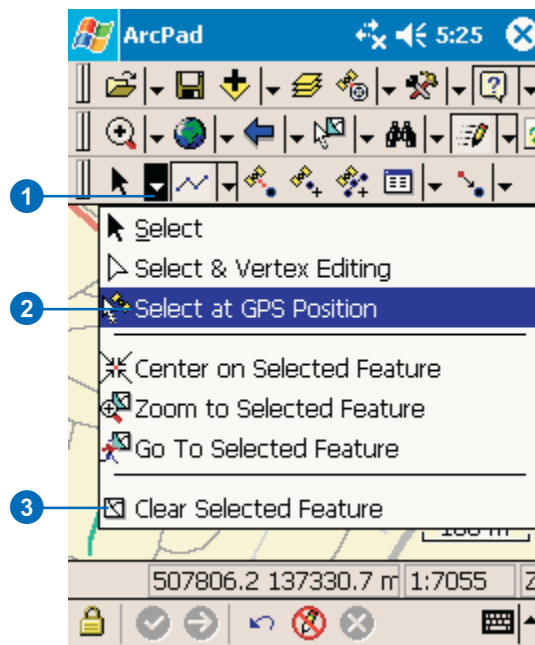 ArcPad 5:25
1
Select
Select & Vertex Editing
2 Select at GPS Position
Center on Selected Feature
Zoom to Selected Feature
Go To Selected Feature
3 Clear Selected Feature
507806.2 137330.7 m 1:7055